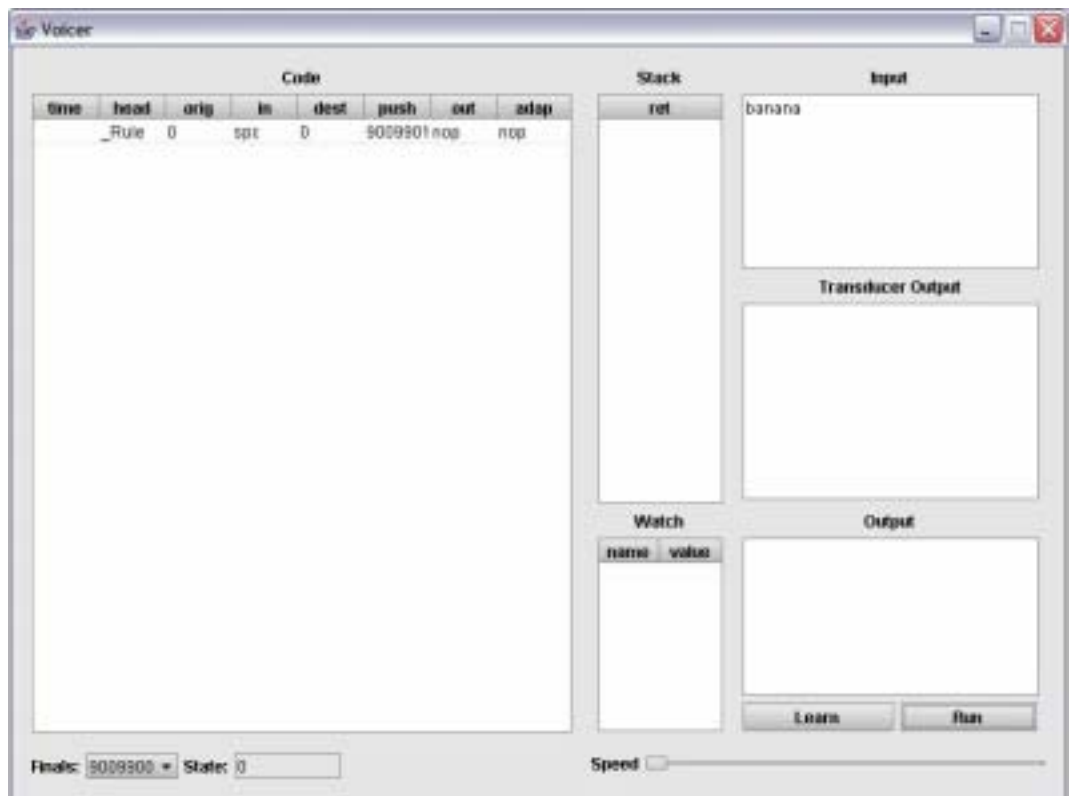 Voicer
Code
Stack
Input
time head orig in dest push out adap
ret
banana
_Rule 0 spc 0 9009901 nop nop
Transducer Output
Watch
Output
name value
Learn Run
Finals: 9009900 State: 0
Speed